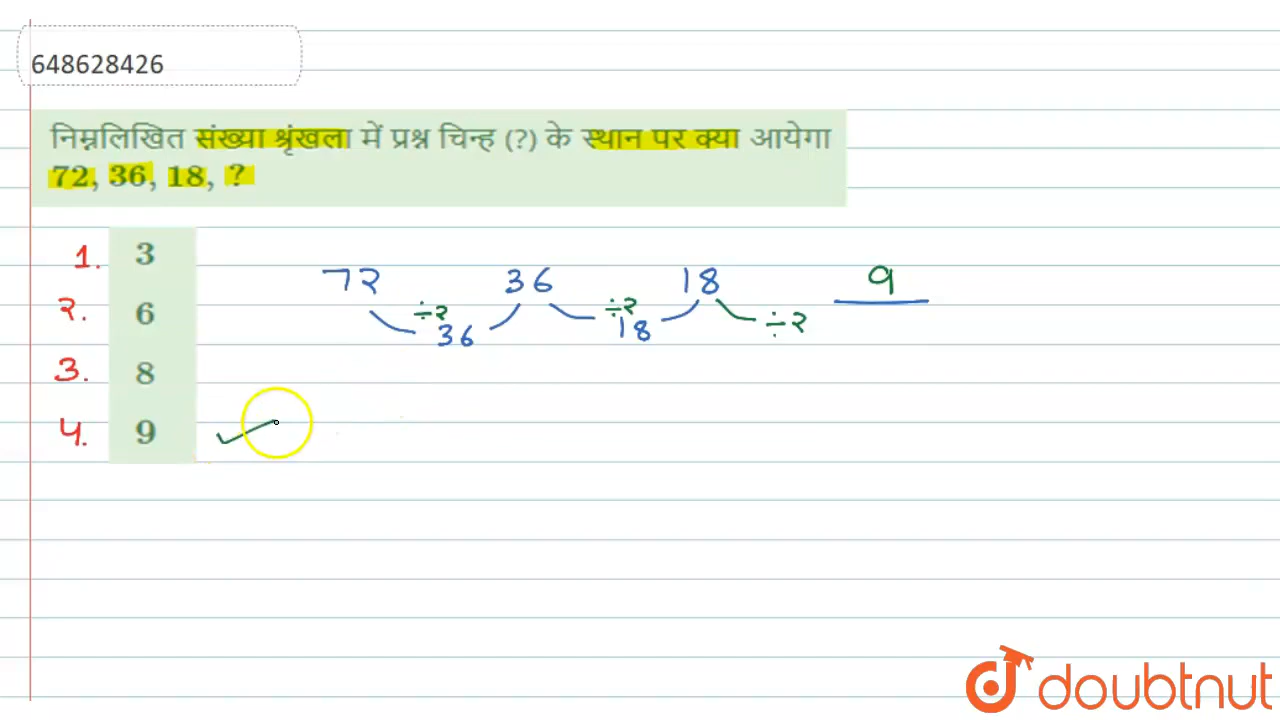 648628426
निम्नलिखित संख्या श्रृंखला में प्रश्न चिन्ह (?) के स्थान पर क्या आयेगा
72, 36, 18, ?
1. 3
2. 6
3. 8
4. 9
72 36 18 9
÷2 ÷2 ÷2
36 18
doubtnut